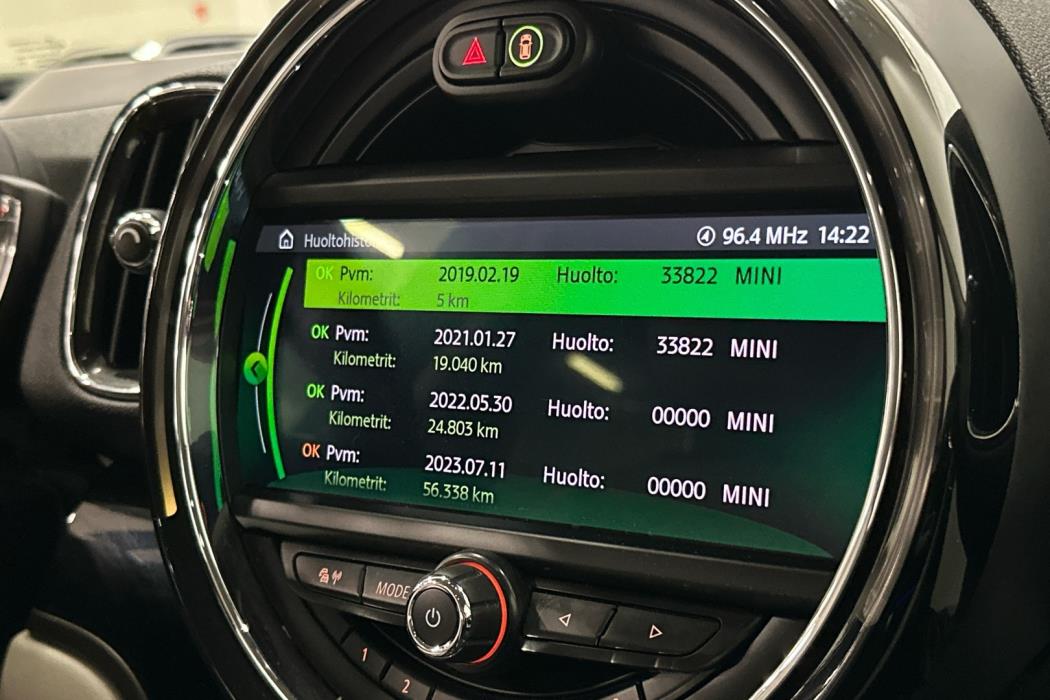 96.4 MHz 14:22
OK Pvm: 2019.02.19 Huolto: 33822 MINI
Kilometrit: 5 km
OK Pvm: 2021.01.27 Huolto: 33822 MINI
Kilometrit: 19.040 km
OK Pvm: 2022.05.30 Huolto: 00000 MINI
Kilometrit: 24.803 km
OK Pvm: 2023.07.11 Huolto: 00000 MINI
Kilometrit: 56.338 km
MODE
1
2